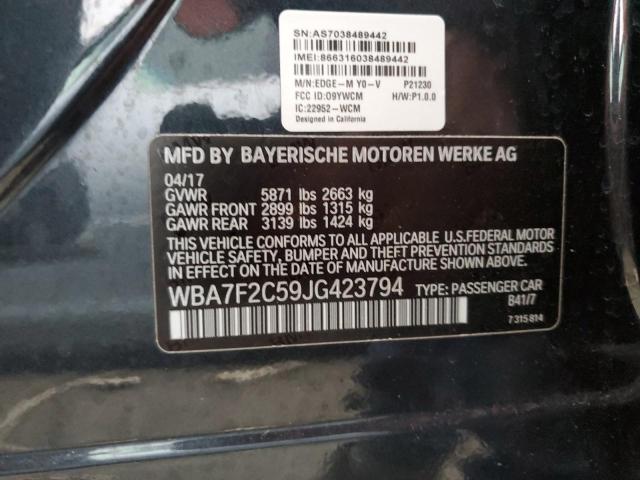 SN:AS7038489442
IMEI:866316038489442
M/N:EDGE-M Y0-V P21230
FCC ID:O9YWCM H/W:P1.0.0
IC:22952-WCM
Designed in California
MFD BY BAYERISCHE MOTOREN WERKE AG
04/17
GVWR 5871 lbs 2663 kg
GAWR FRONT 2899 lbs 1315 kg
GAWR REAR 3139 lbs 1424 kg
THIS VEHICLE CONFORMS TO ALL APPLICABLE U.S.FEDERAL MOTOR
VEHICLE SAFETY, BUMPER, AND THEFT PREVENTION STANDARDS
IN EFFECT ON THE DATE OF MANUFACTURE SHOWN ABOVE.
WBA7F2C59JG423794 TYPE: PASSENGER CAR
B41/7
7315814